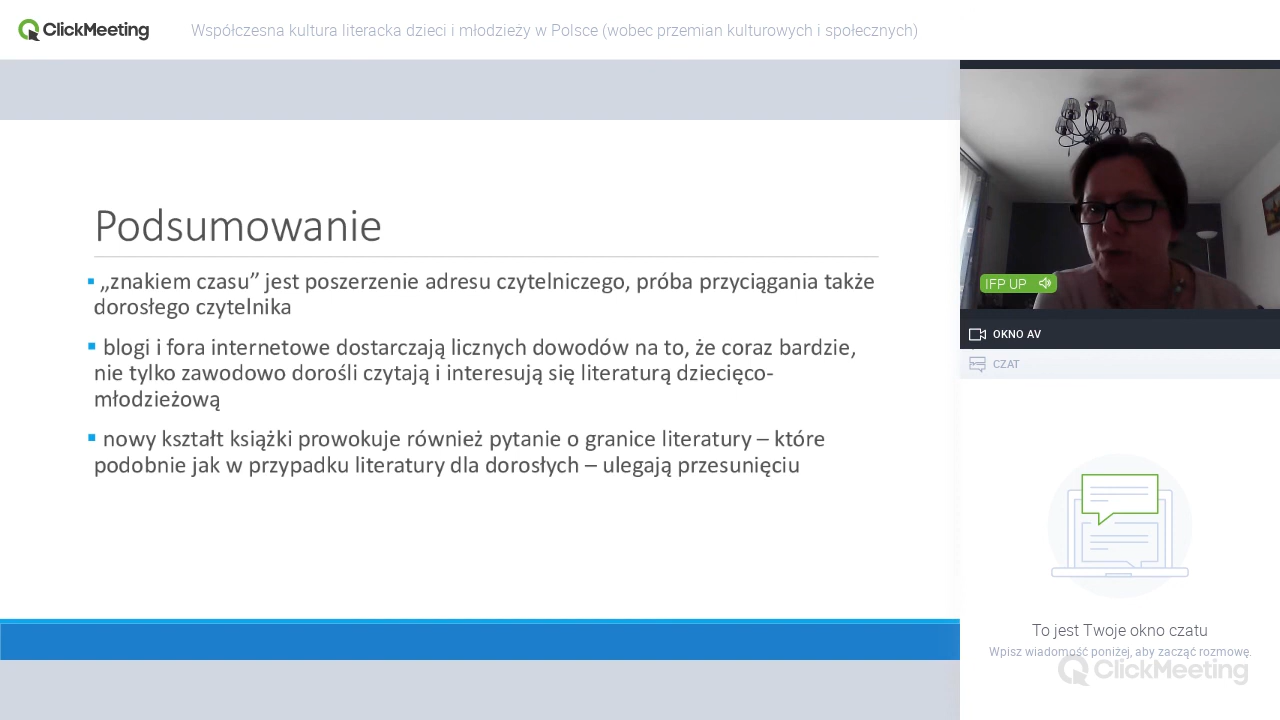 ClickMeeting
Współczesna kultura literacka dzieci i młodzieży w Polsce (wobec przemian kulturowych i społecznych)
Podsumowanie
▪ „znakiem czasu” jest poszerzenie adresu czytelniczego, próba przyciągania także
dorosłego czytelnika
▪ blogi i fora internetowe dostarczają licznych dowodów na to, że coraz bardzie,
nie tylko zawodowo dorośli czytają i interesują się literaturą dziecięco-
młodzieżową
▪ nowy kształt książki prowokuje również pytanie o granice literatury – które
podobnie jak w przypadku literatury dla dorosłych – ulegają przesunięciu
IFP UP
OKNO AV
CZAT
To jest Twoje okno czatu
Wpisz wiadomość poniżej, aby zacząć rozmowę.
ClickMeeting